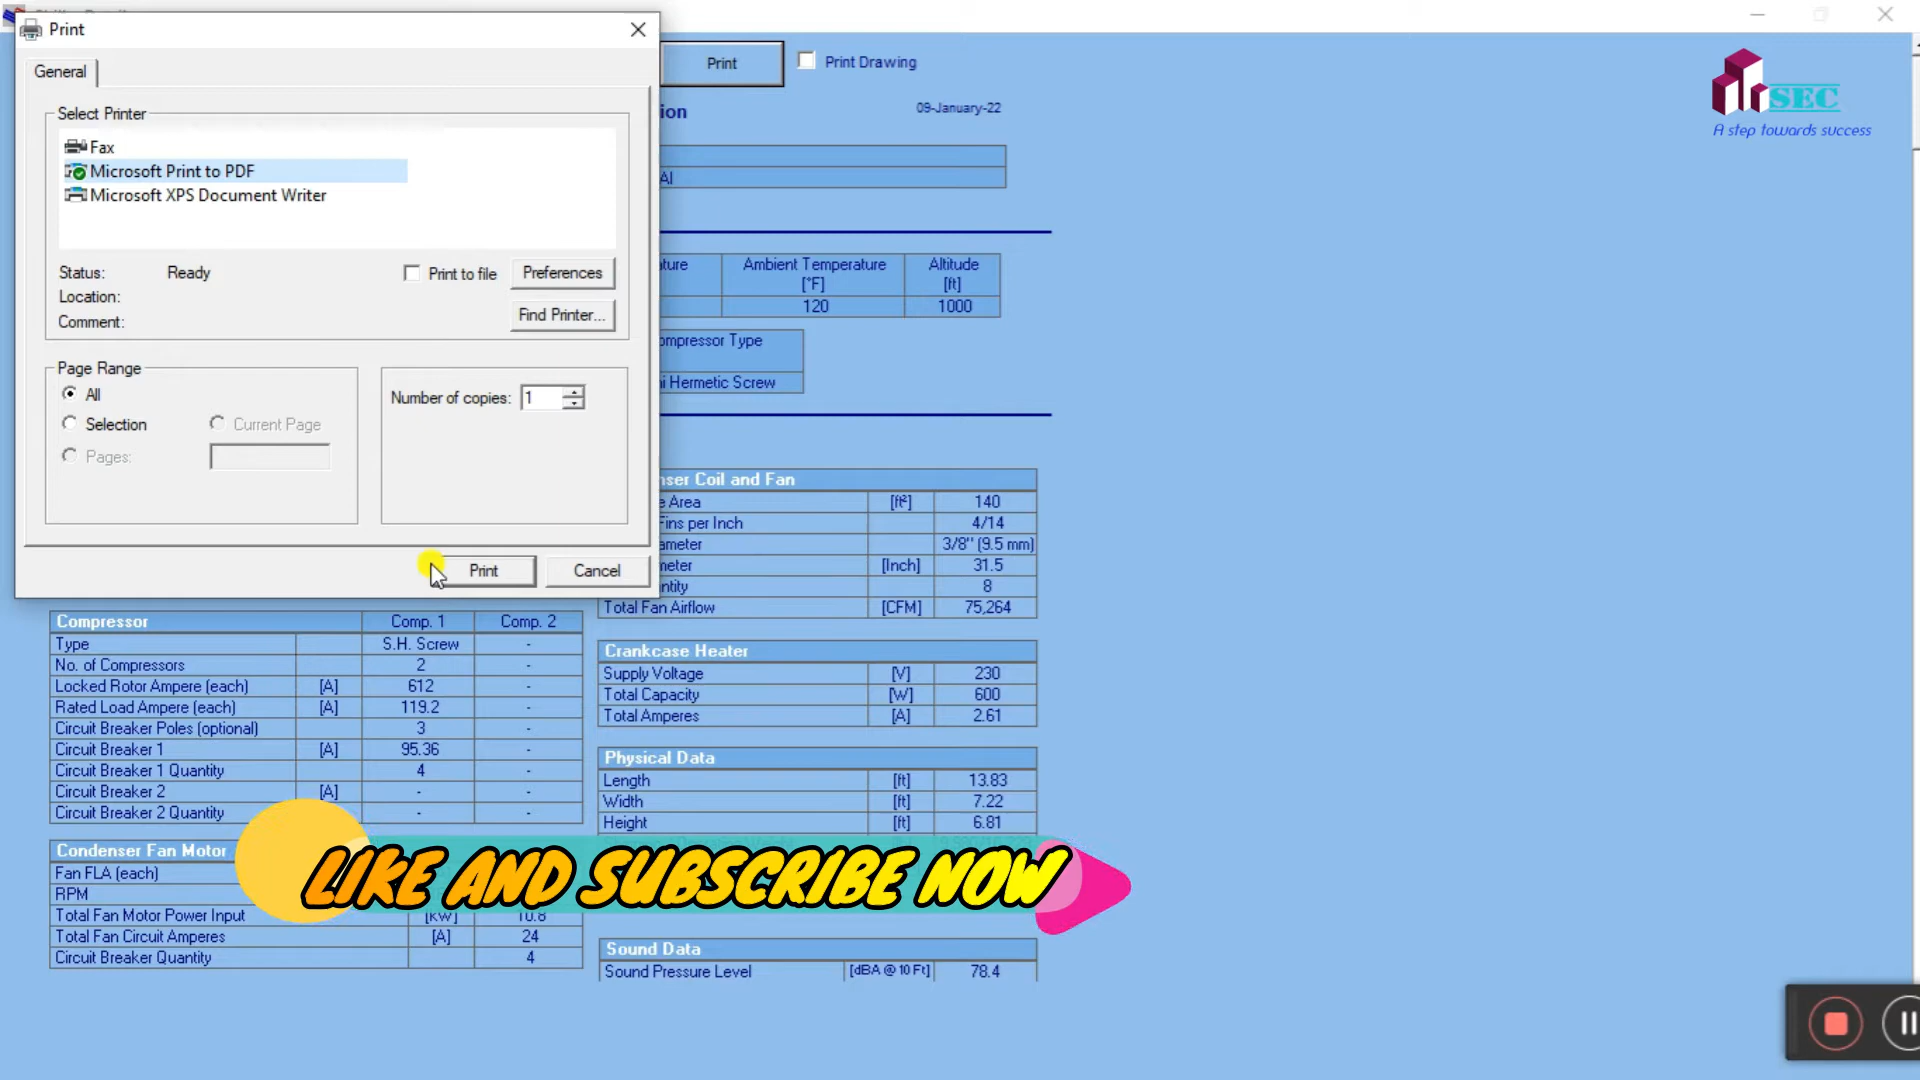 Print
General
Select Printer
Fax
Microsoft Print to PDF
Microsoft XPS Document Writer
Status: Ready
Print to file
Preferences
Location:
Find Printer...
Comment:
Page Range
All
Selection
Current Page
Pages:
Number of copies: 1
Print
Cancel
Print
Print Drawing
ion
09-January-22
AI
SEC
A step towards success
ture
Ambient Temperature
[°F]
120
Altitude
[ft]
1000
ompressor Type
i Hermetic Screw
nser Coil and Fan
e Area [ft²] 140
Fins per Inch 4/14
ameter 3/8" (9.5 mm)
meter [Inch] 31.5
ntity 8
Total Fan Airflow [CFM] 75,264
Crankcase Heater
Supply Voltage [V] 230
Total Capacity [W] 600
Total Amperes [A] 2.61
Physical Data
Length [ft] 13.83
Width [ft] 7.22
Height [ft] 6.81
Sound Data
Sound Pressure Level [dBA @ 10 Ft] 78.4
Compressor Comp. 1 Comp. 2
Type S.H. Screw -
No. of Compressors 2 -
Locked Rotor Ampere (each) [A] 612 -
Rated Load Ampere (each) [A] 119.2 -
Circuit Breaker Poles (optional) 3 -
Circuit Breaker 1 [A] 95.36 -
Circuit Breaker 1 Quantity 4 -
Circuit Breaker 2 [A] - -
Circuit Breaker 2 Quantity - -
Condenser Fan Motor
Fan FLA (each)
RPM
Total Fan Motor Power Input [kW] 10.8
Total Fan Circuit Amperes [A] 24
Circuit Breaker Quantity 4
LIKE AND SUBSCRIBE NOW